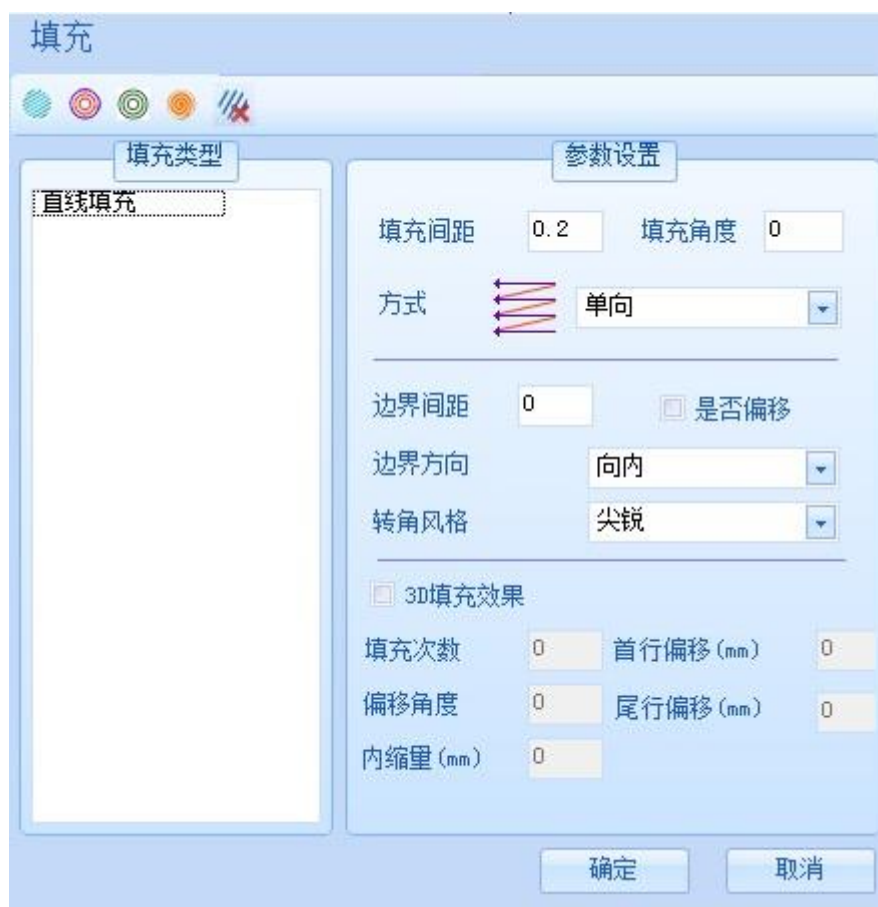 填充
填充类型
直线填充
参数设置
填充间距 0.2 填充角度 0
方式 单向
边界间距 0 是否偏移
边界方向 向内
转角风格 尖锐
3D填充效果
填充次数 0 首行偏移(mm) 0
偏移角度 0 尾行偏移(mm) 0
内缩量(mm) 0
确定 取消